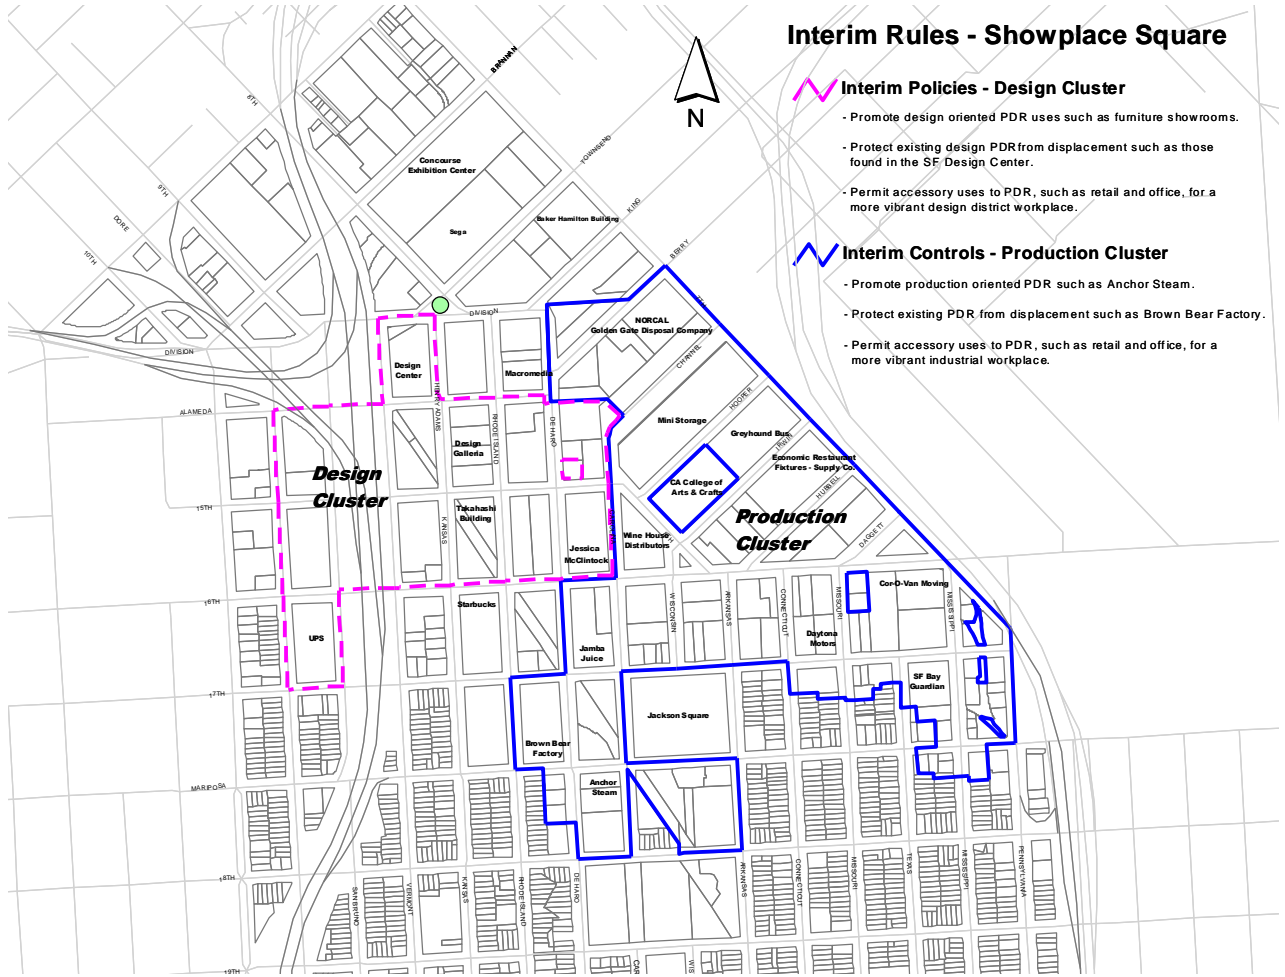 Interim Rules - Showplace Square
Interim Policies - Design Cluster
- Promote design oriented PDR uses such as furniture showrooms.
- Protect existing design PDR from displacement such as those
found in the SF Design Center.
- Permit accessory uses to PDR, such as retail and office, for a
more vibrant design district workplace.
Interim Controls - Production Cluster
- Promote production oriented PDR such as Anchor Steam.
- Protect existing PDR from displacement such as Brown Bear Factory.
- Permit accessory uses to PDR, such as retail and office, for a
more vibrant industrial workplace.
N
BRANNAN
8TH
TOWNSEND
Concourse
Exhibition Center
9TH
KING
DORE
Baker Hamilton Building
Sega
BERRY
10TH
7TH
DIVISION
NORCAL
Golden Gate Disposal Company
DIVISION
CHANNEL
Design
Center
Macromedia
HENRY ADAMS
HOOPER
ALAMEDA
RHODE ISLAND
DE HARO
Mini Storage
Greyhound Bus.
IRWIN
Design
Galleria
Economic Restaurant
Fixtures - Supply Co.
Design
Cluster
CA College of
Arts & Crafts
HUBBELL
15TH
Takahashi
Building
KANSAS
Production
Cluster
DAGGETT
Wine House
Distributors
Jessica
McClintock
Cor-O-Van Moving
16TH
Starbucks
WISCONSIN
ARKANSAS
CONNECTICUT
MISSOURI
MISSISSIPPI
UPS
Daytona
Motors
Jamba
Juice
SF Bay
Guardian
17TH
Jackson Square
Brown Bear
Factory
Anchor
Steam
MARIPOSA
18TH
SAN BRUNO
VERMONT
KANSAS
RHODE ISLAND
DE HARO
ARKANSAS
CONNECTICUT
MISSOURI
TEXAS
MISSISSIPPI
PENNSYLVANIA
19TH